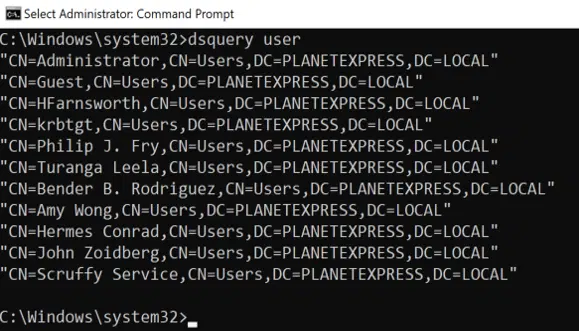 Select Administrator: Command Prompt
C:\Windows\system32>dsquery user
"CN=Administrator,CN=Users,DC=PLANETEXPRESS,DC=LOCAL"
"CN=Guest,CN=Users,DC=PLANETEXPRESS,DC=LOCAL"
"CN=HFarnsworth,CN=Users,DC=PLANETEXPRESS,DC=LOCAL"
"CN=krbtgt,CN=Users,DC=PLANETEXPRESS,DC=LOCAL"
"CN=Philip J. Fry,CN=Users,DC=PLANETEXPRESS,DC=LOCAL"
"CN=Turanga Leela,CN=Users,DC=PLANETEXPRESS,DC=LOCAL"
"CN=Bender B. Rodriguez,CN=Users,DC=PLANETEXPRESS,DC=LOCAL"
"CN=Amy Wong,CN=Users,DC=PLANETEXPRESS,DC=LOCAL"
"CN=Hermes Conrad,CN=Users,DC=PLANETEXPRESS,DC=LOCAL"
"CN=John Zoidberg,CN=Users,DC=PLANETEXPRESS,DC=LOCAL"
"CN=Scruffy Service,CN=Users,DC=PLANETEXPRESS,DC=LOCAL"
C:\Windows\system32>